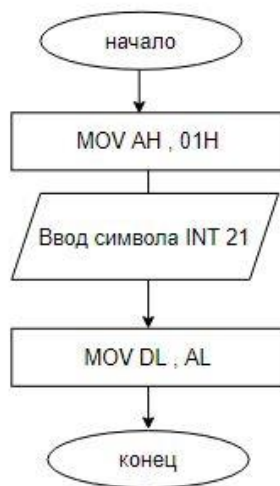 начало
MOV AH , 01H
Ввод символа INT 21
MOV DL , AL
конец